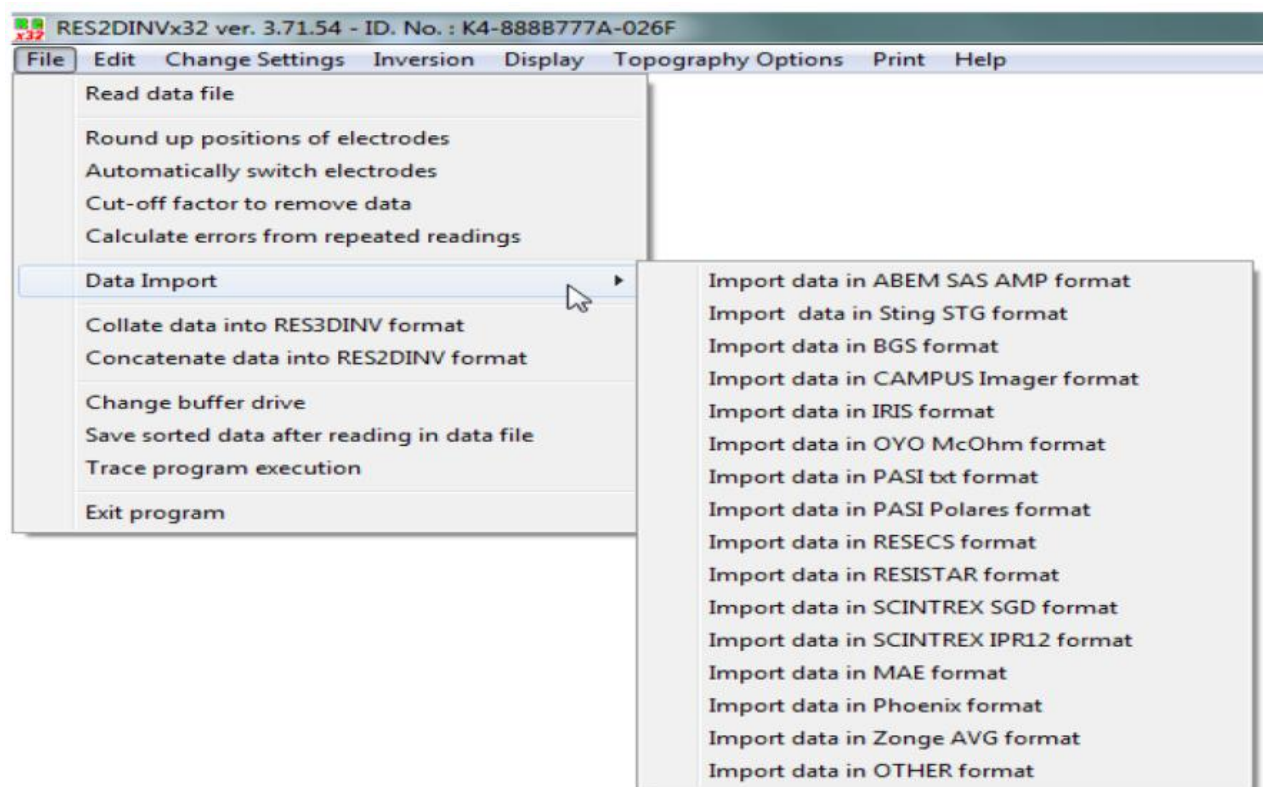 x32 RES2DINVx32 ver. 3.71.54 - ID. No. : K4-888B777A-026F
File Edit Change Settings Inversion Display Topography Options Print Help
Read data file
Round up positions of electrodes
Automatically switch electrodes
Cut-off factor to remove data
Calculate errors from repeated readings
Data Import
Collate data into RES3DINV format
Concatenate data into RES2DINV format
Change buffer drive
Save sorted data after reading in data file
Trace program execution
Exit program
Import data in ABEM SAS AMP format
Import data in Sting STG format
Import data in BGS format
Import data in CAMPUS Imager format
Import data in IRIS format
Import data in OYO McOhm format
Import data in PASI txt format
Import data in PASI Polares format
Import data in RESECS format
Import data in RESISTAR format
Import data in SCINTREX SGD format
Import data in SCINTREX IPR12 format
Import data in MAE format
Import data in Phoenix format
Import data in Zonge AVG format
Import data in OTHER format